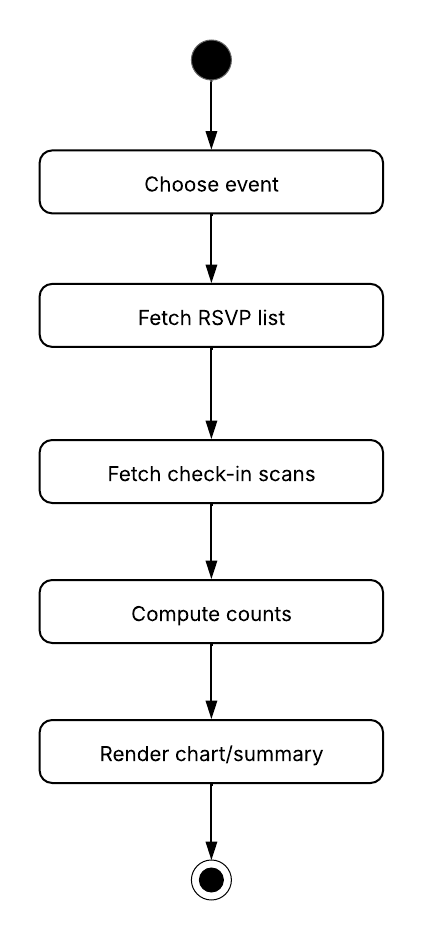 Choose event
Fetch RSVP list
Fetch check-in scans
Compute counts
Render chart/summary